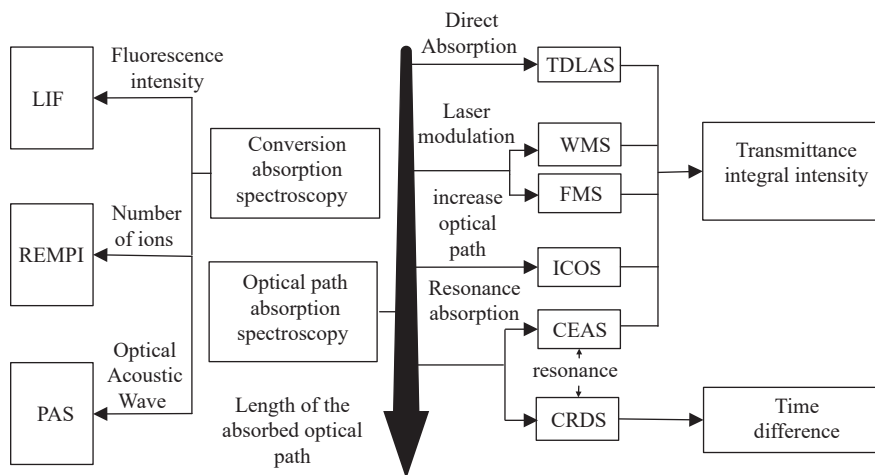 LIF
Fluorescence
intensity
REMPI
Number
of ions
PAS
Optical
Acoustic
Wave
Conversion
absorption
spectroscopy
Optical path
absorption
spectroscopy
Length of the
absorbed optical
path
Direct
Absorption
TDLAS
Laser
modulation
WMS
FMS
increase
optical
path
ICOS
Resonance
absorption
CEAS
resonance
CRDS
Transmittance
integral intensity
Time
difference